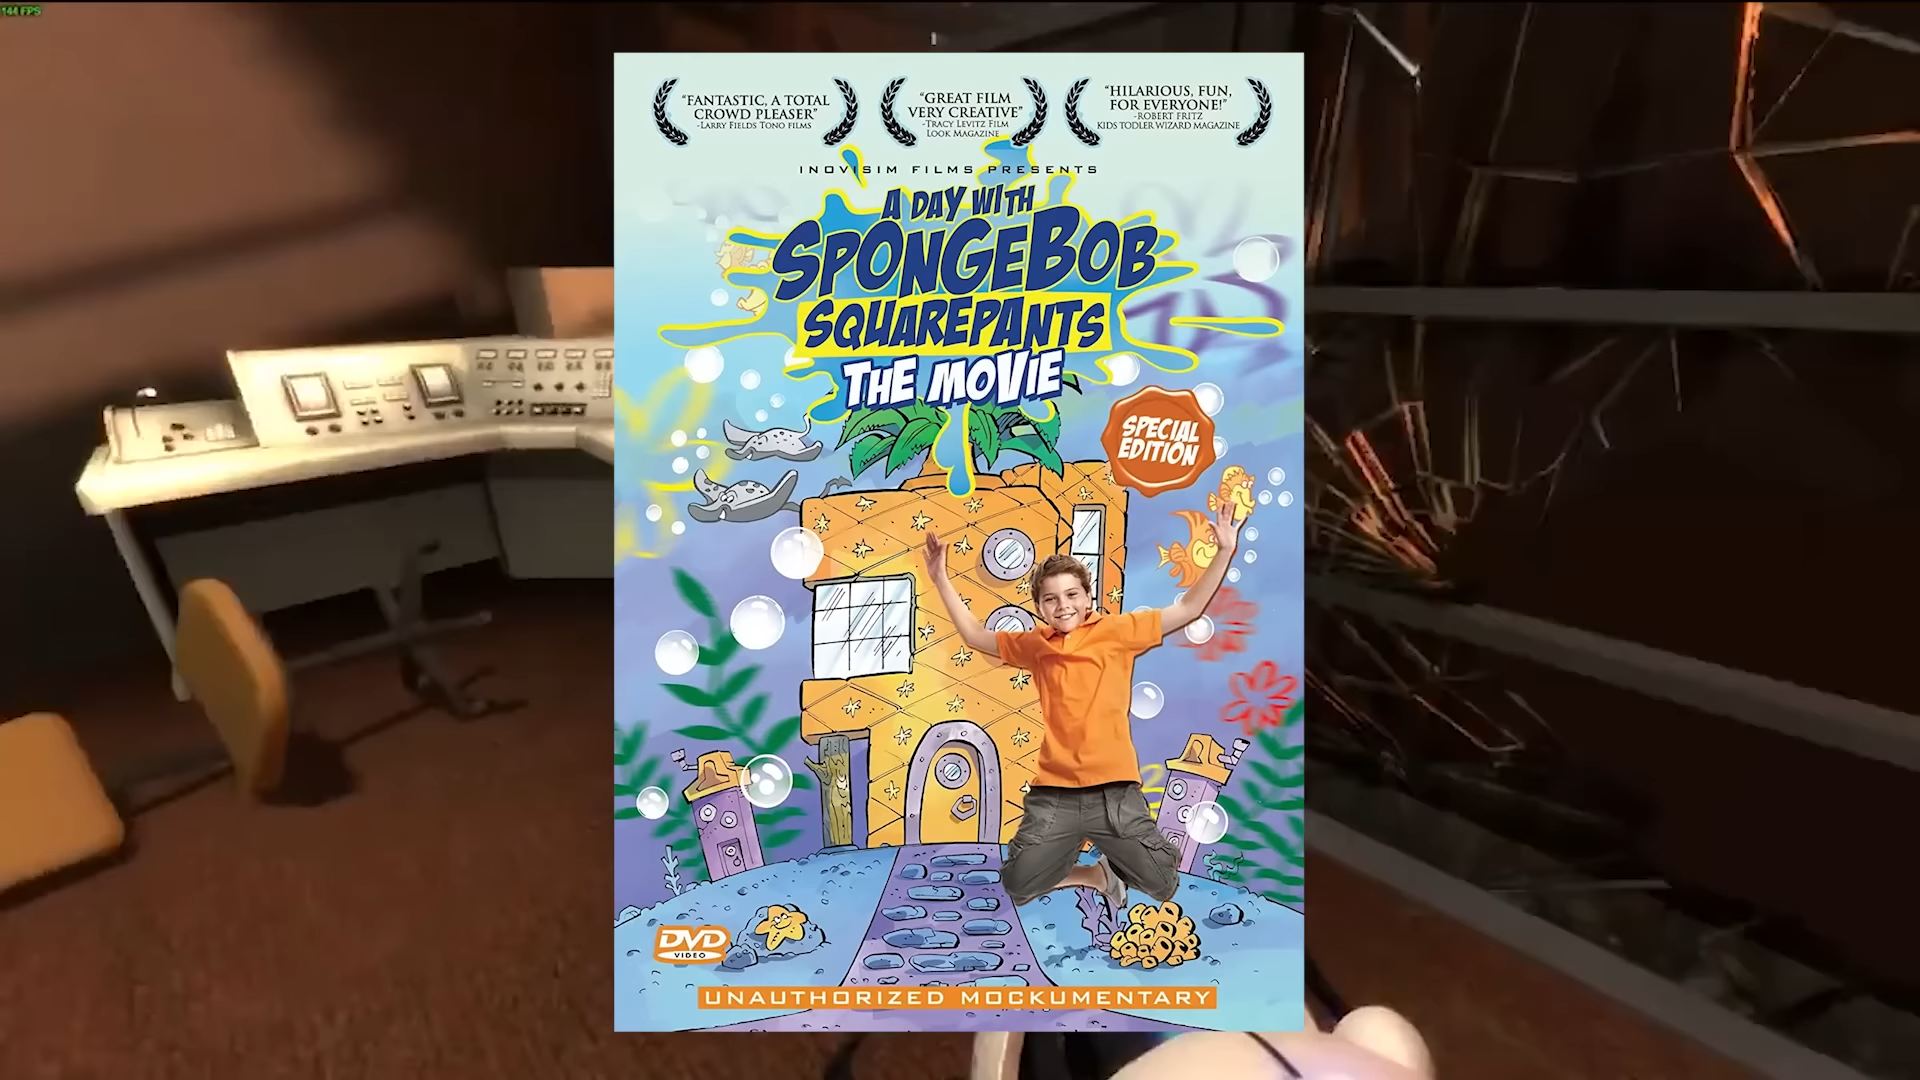 144 FPS
“FANTASTIC, A TOTAL
CROWD PLEASER”
-LARRY FIELDS TONO FILMS
“GREAT FILM
VERY CREATIVE”
-TRACY LEVITZ FILM
LOOK MAGAZINE
“HILARIOUS, FUN,
FOR EVERYONE!”
-ROBERT FRITZ
KIDS TODLER WIZARD MAGAZINE
INOVISIM FILMS PRESENTS
A DAY WITH
SPONGEBOB
SQUAREPANTS
THE MOVIE
SPECIAL
EDITION
DVD
VIDEO
UNAUTHORIZED MOCKUMENTARY